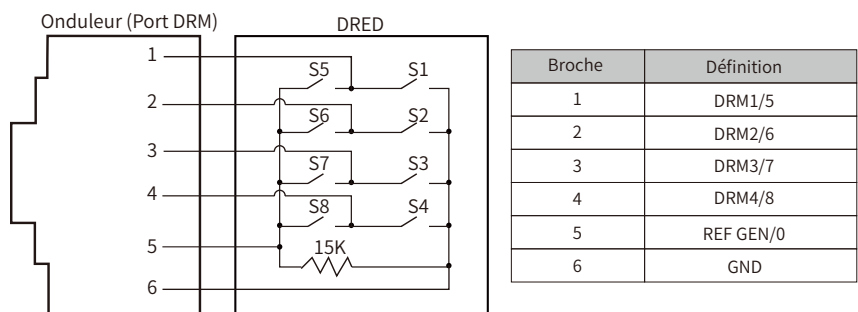 Onduleur (Port DRM)
DRED
1
S5 S1
2
S6 S2
3
S7 S3
4
S8 S4
5
15K
6
Broche Définition
1 DRM1/5
2 DRM2/6
3 DRM3/7
4 DRM4/8
5 REF GEN/0
6 GND